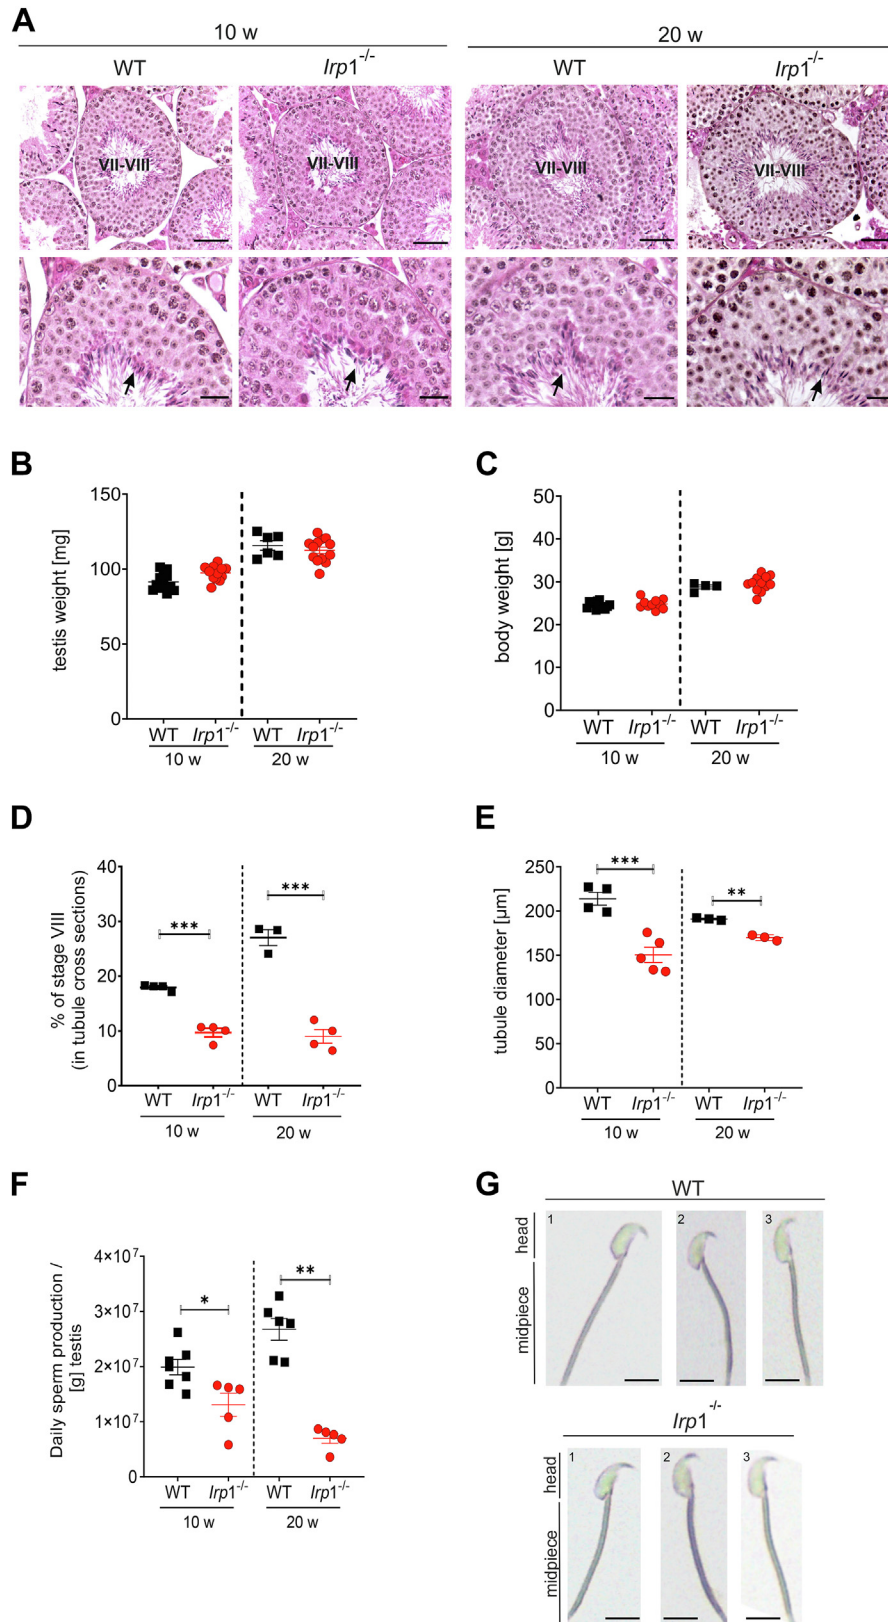 A
10 w
20 w
WT
Irp1-/-
WT
Irp1-/-
VII-VIII
VII-VIII
VII-VIII
VII-VIII
B
testis weight [mg]
150
100
50
0
WT
Irp1-/-
WT
Irp1-/-
10 w
20 w
C
body weight [g]
50
40
30
20
10
0
WT
Irp1-/-
WT
Irp1-/-
10 w
20 w
D
% of stage VIII
(in tubule cross sections)
40
30
20
10
0
***
***
WT
Irp1-/-
WT
Irp1-/-
10 w
20 w
E
tubule diameter [µm]
250
200
150
100
50
0
***
**
WT
Irp1-/-
WT
Irp1-/-
10 w
20 w
F
Daily sperm production /
[g] testis
4×10⁷
3×10⁷
2×10⁷
1×10⁷
0
*
**
WT
Irp1-/-
WT
Irp1-/-
10 w
20 w
G
WT
head
midpiece
1
2
3
Irp1-/-
head
midpiece
1
2
3